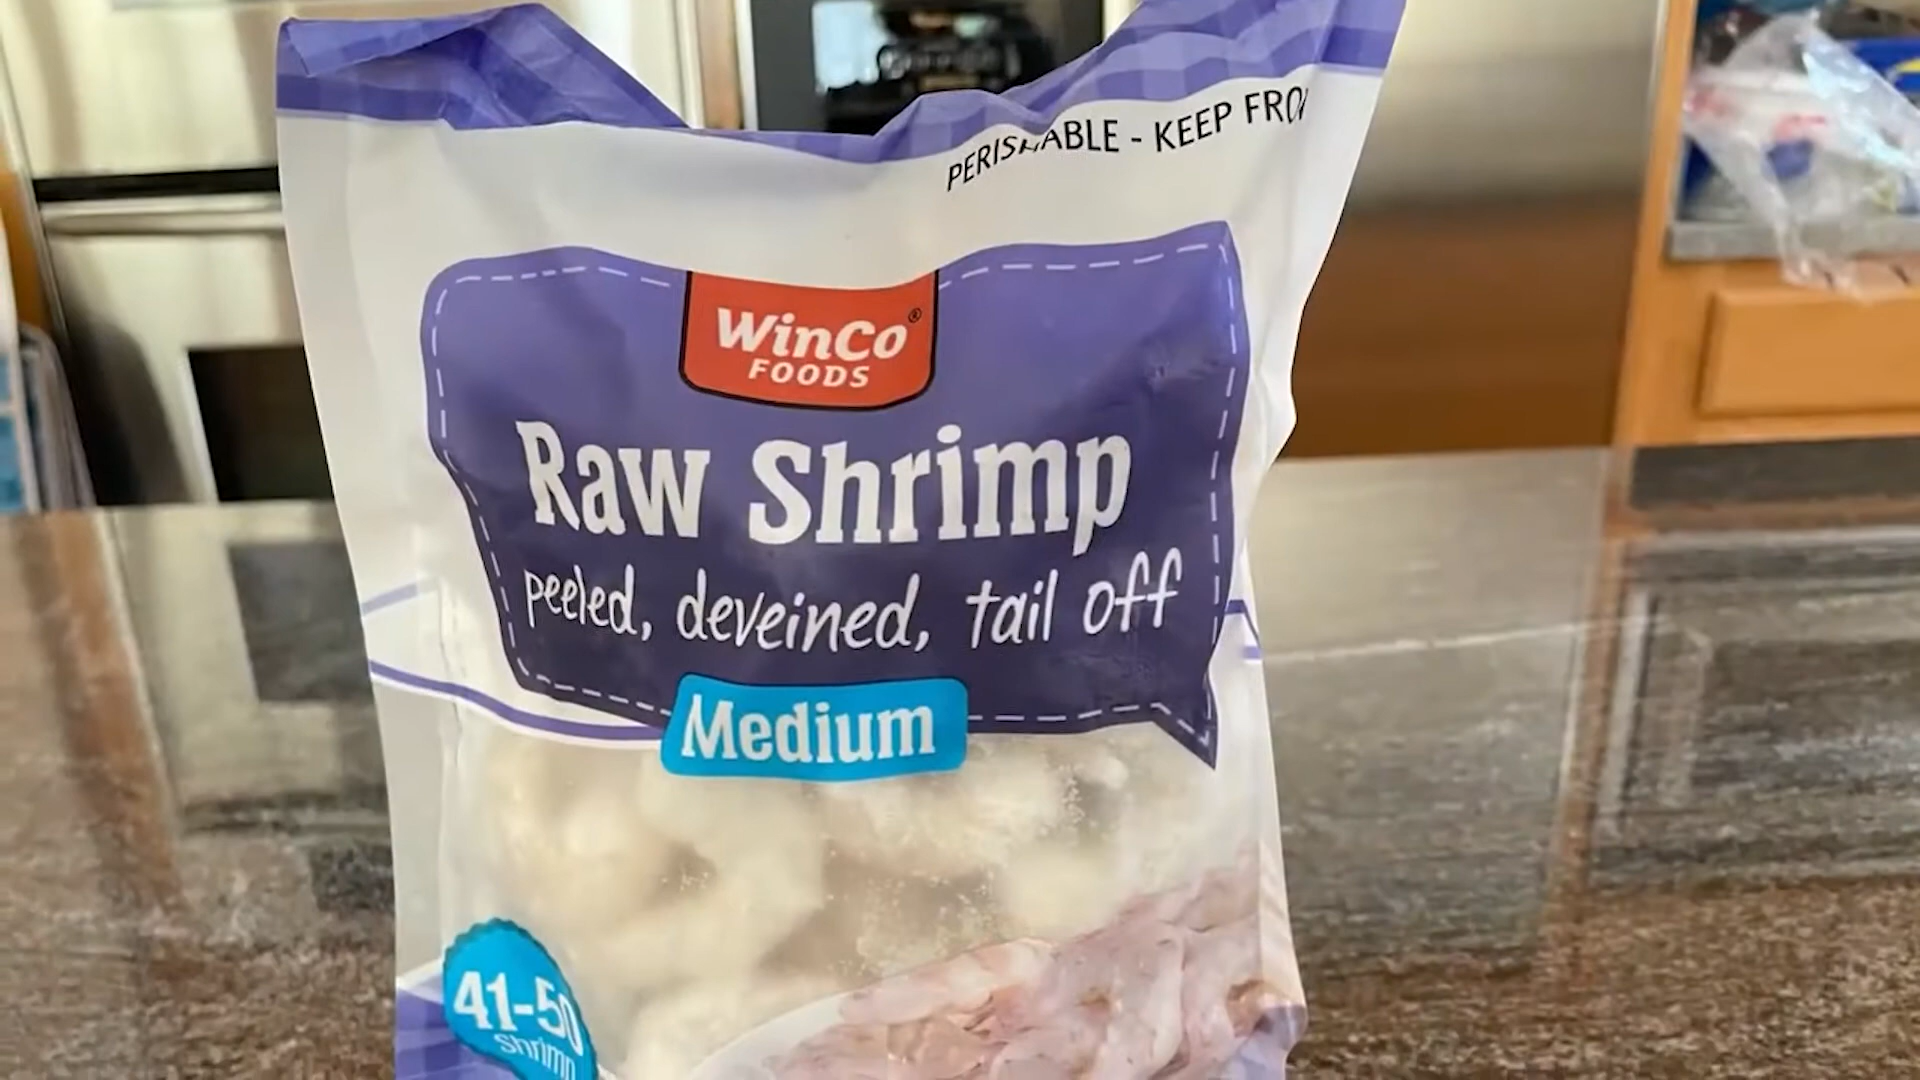 PERISHABLE - KEEP FRO
WinCo®
FOODS
Raw Shrimp
peeled, deveined, tail off
Medium
41-50
shrimp